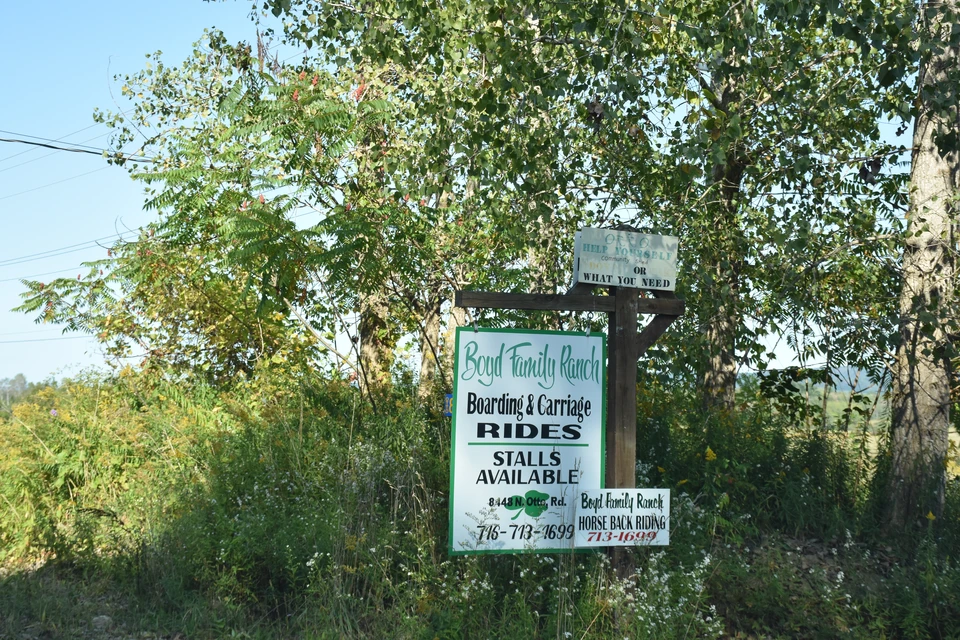 HELP YOURSELF
OR
WHAT YOU NEED
Boyd Family Ranch
Boarding & Carriage
RIDES
STALLS
AVAILABLE
8448 N. Otto, Rd.
716-713-1699
Boyd Family Ranch
HORSE BACK RIDING
713-1699